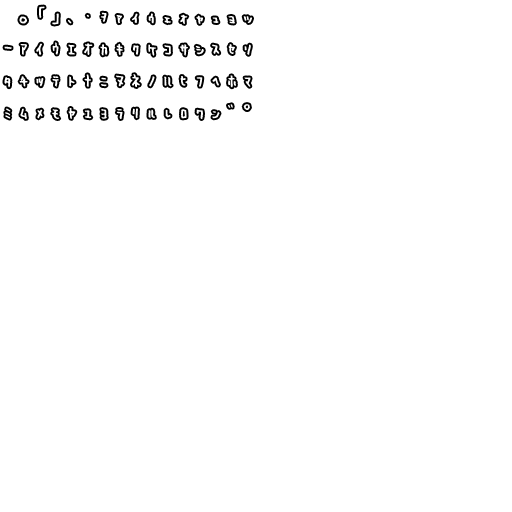 。「」、・ヲァィゥェォャュョッ
ーアイウエオカキクケコサシスセソ
タチツテトナニヌネノハヒフヘホマ
ミムメモヤユヨラリルレロワン゛゜